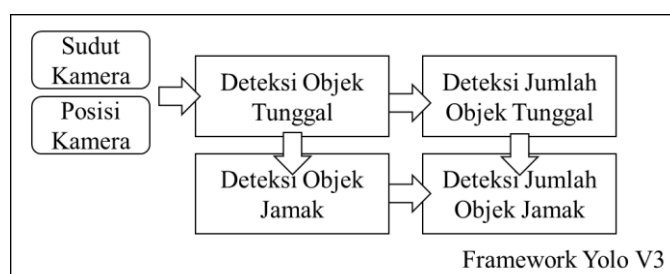 Sudut
Kamera
Posisi
Kamera
Deteksi Objek
Tunggal
Deteksi Jumlah
Objek Tunggal
Deteksi Objek
Jamak
Deteksi Jumlah
Objek Jamak
Framework Yolo V3